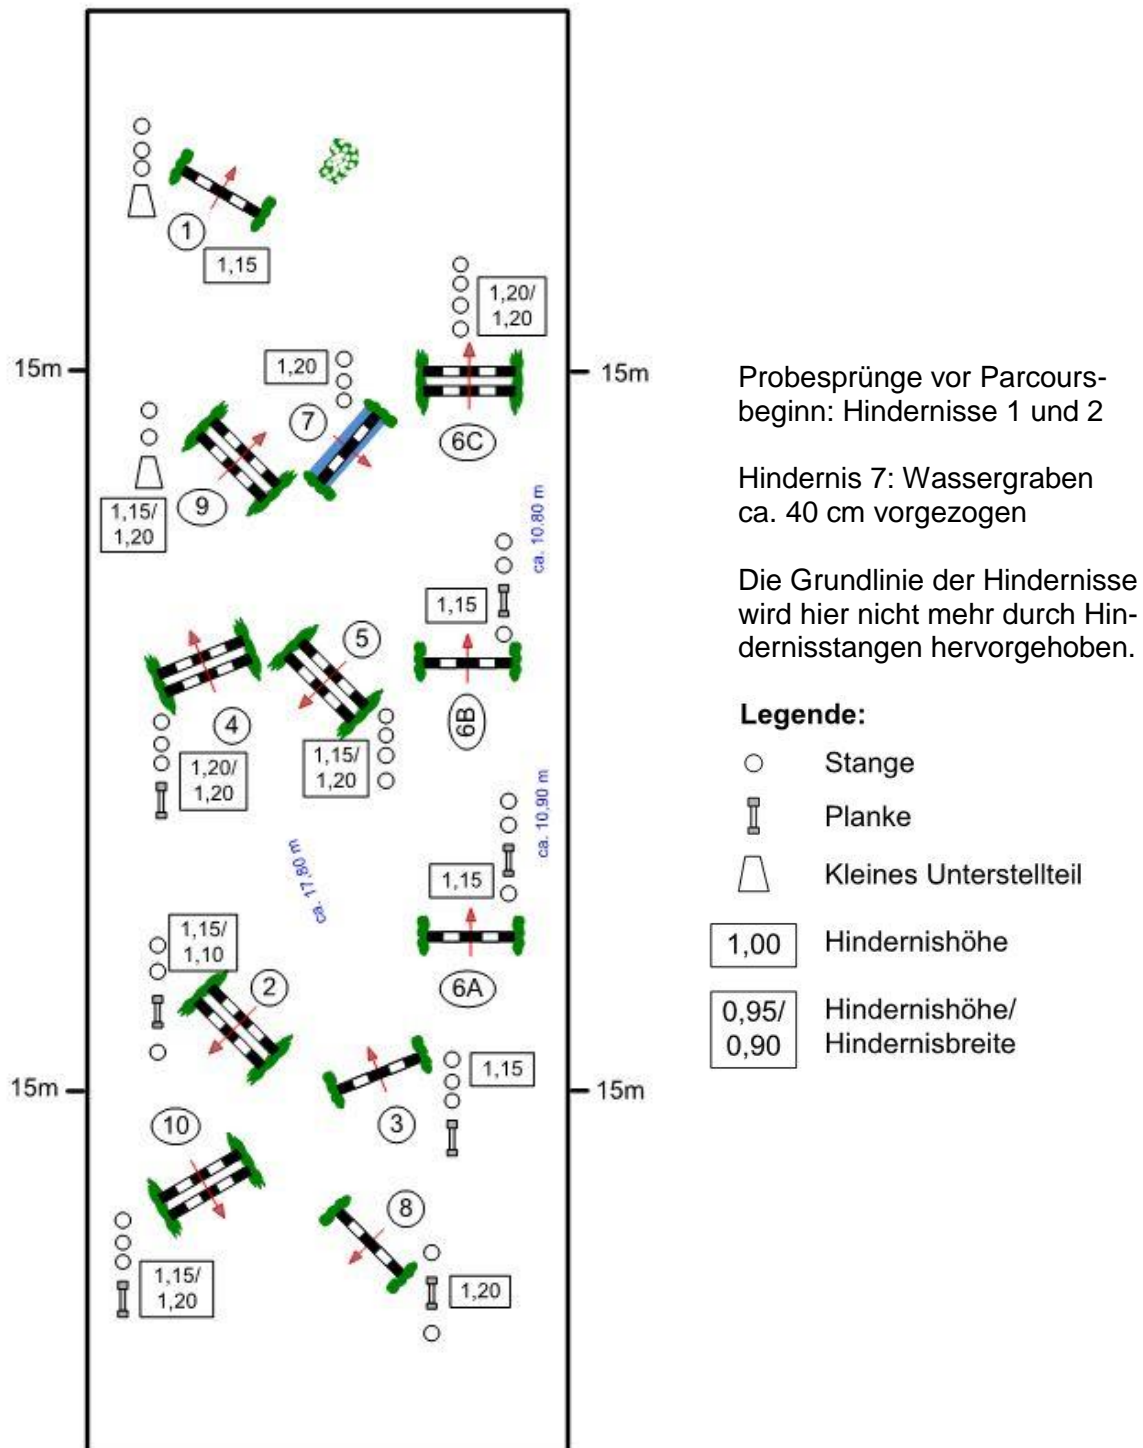 1
1,15
1,20/
1,20
15m
15m
1,20
7
6C
9
1,15/
1,20
ca. 10.80 m
1,15
5
4
6B
1,20/
1,20
1,15/
1,20
ca. 10,90 m
ca. 17,80 m
1,15
1,15/
1,10
2
6A
1,15
15m
15m
3
10
8
1,15/
1,20
1,20
Probesprünge vor Parcours-
beginn: Hindernisse 1 und 2
Hindernis 7: Wassergraben
ca. 40 cm vorgezogen
Die Grundlinie der Hindernisse
wird hier nicht mehr durch Hin-
dernisstangen hervorgehoben.
Legende:
Stange
Planke
Kleines Unterstellteil
1,00 Hindernishöhe
0,95/ Hindernishöhe/
0,90 Hindernisbreite